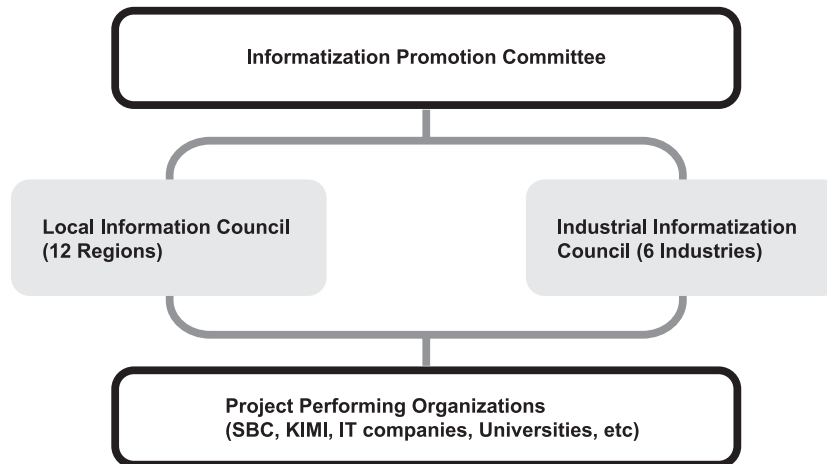 Informatization Promotion Committee
Local Information Council
(12 Regions)
Industrial Informatization
Council (6 Industries)
Project Performing Organizations
(SBC, KIMI, IT companies, Universities, etc)